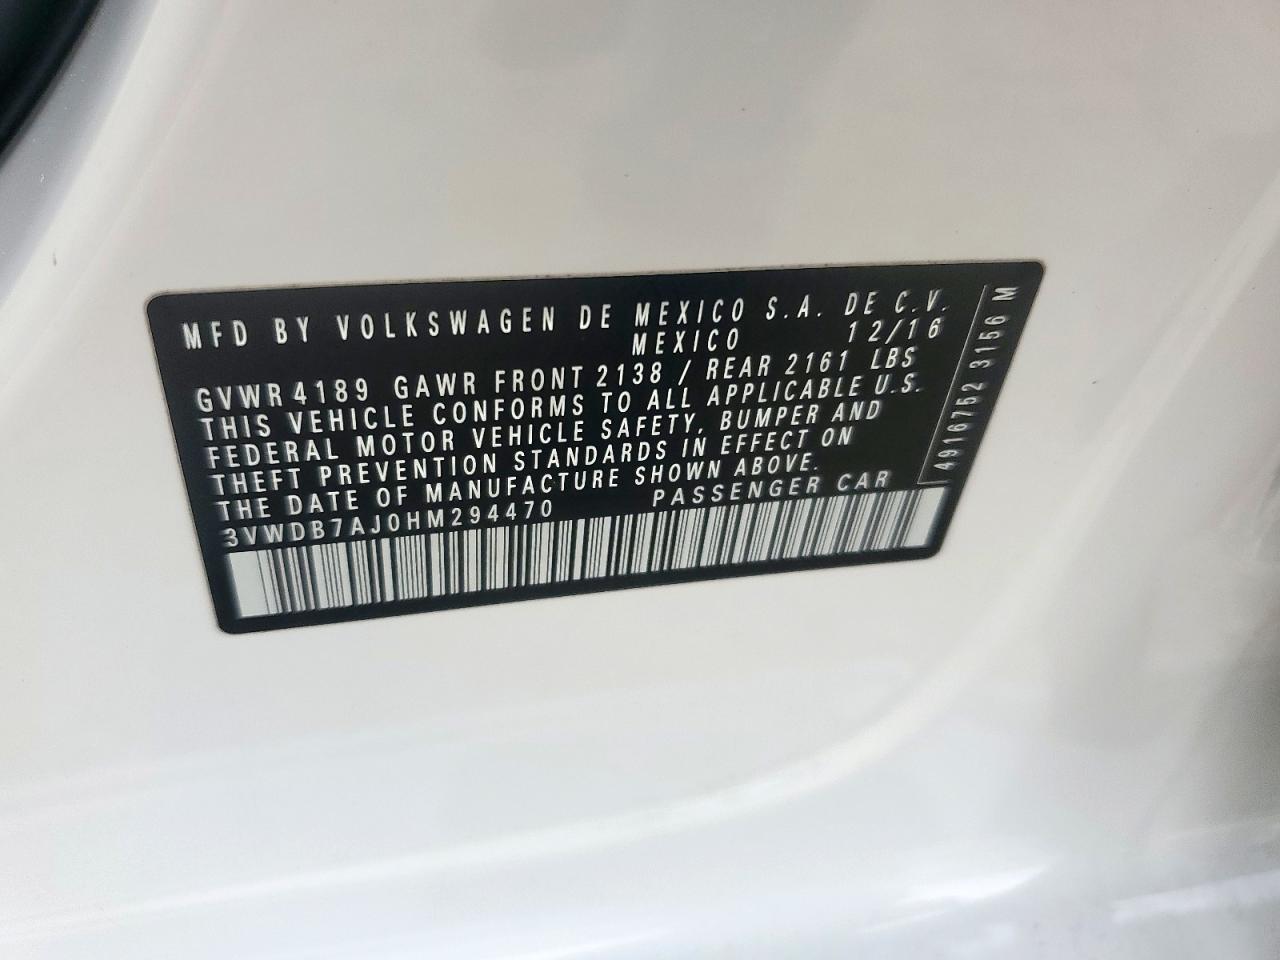 MFD BY VOLKSWAGEN DE MEXICO S.A. DE C.V.
MEXICO 12/16
GVWR 4189 GAWR FRONT 2138 / REAR 2161 LBS
THIS VEHICLE CONFORMS TO ALL APPLICABLE U.S.
FEDERAL MOTOR VEHICLE SAFETY, BUMPER AND
THEFT PREVENTION STANDARDS IN EFFECT ON
THE DATE OF MANUFACTURE SHOWN ABOVE.
3VWDB7AJ0HM294470 PASSENGER CAR
4916752 3156 M